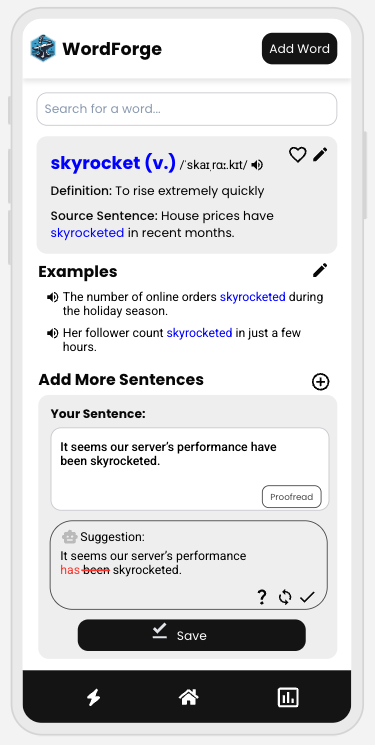 WordForge
Add Word
Search for a word...
skyrocket (v.) /ˈskaɪˌrɑː.kɪt/
Definition: To rise extremely quickly
Source Sentence: House prices have
skyrocketed in recent months.
Examples
The number of online orders skyrocketed during
the holiday season.
Her follower count skyrocketed in just a few
hours.
Add More Sentences
Your Sentence:
It seems our server’s performance have
been skyrocketed.
Proofread
Suggestion:
It seems our server’s performance
has been skyrocketed.
?
Save